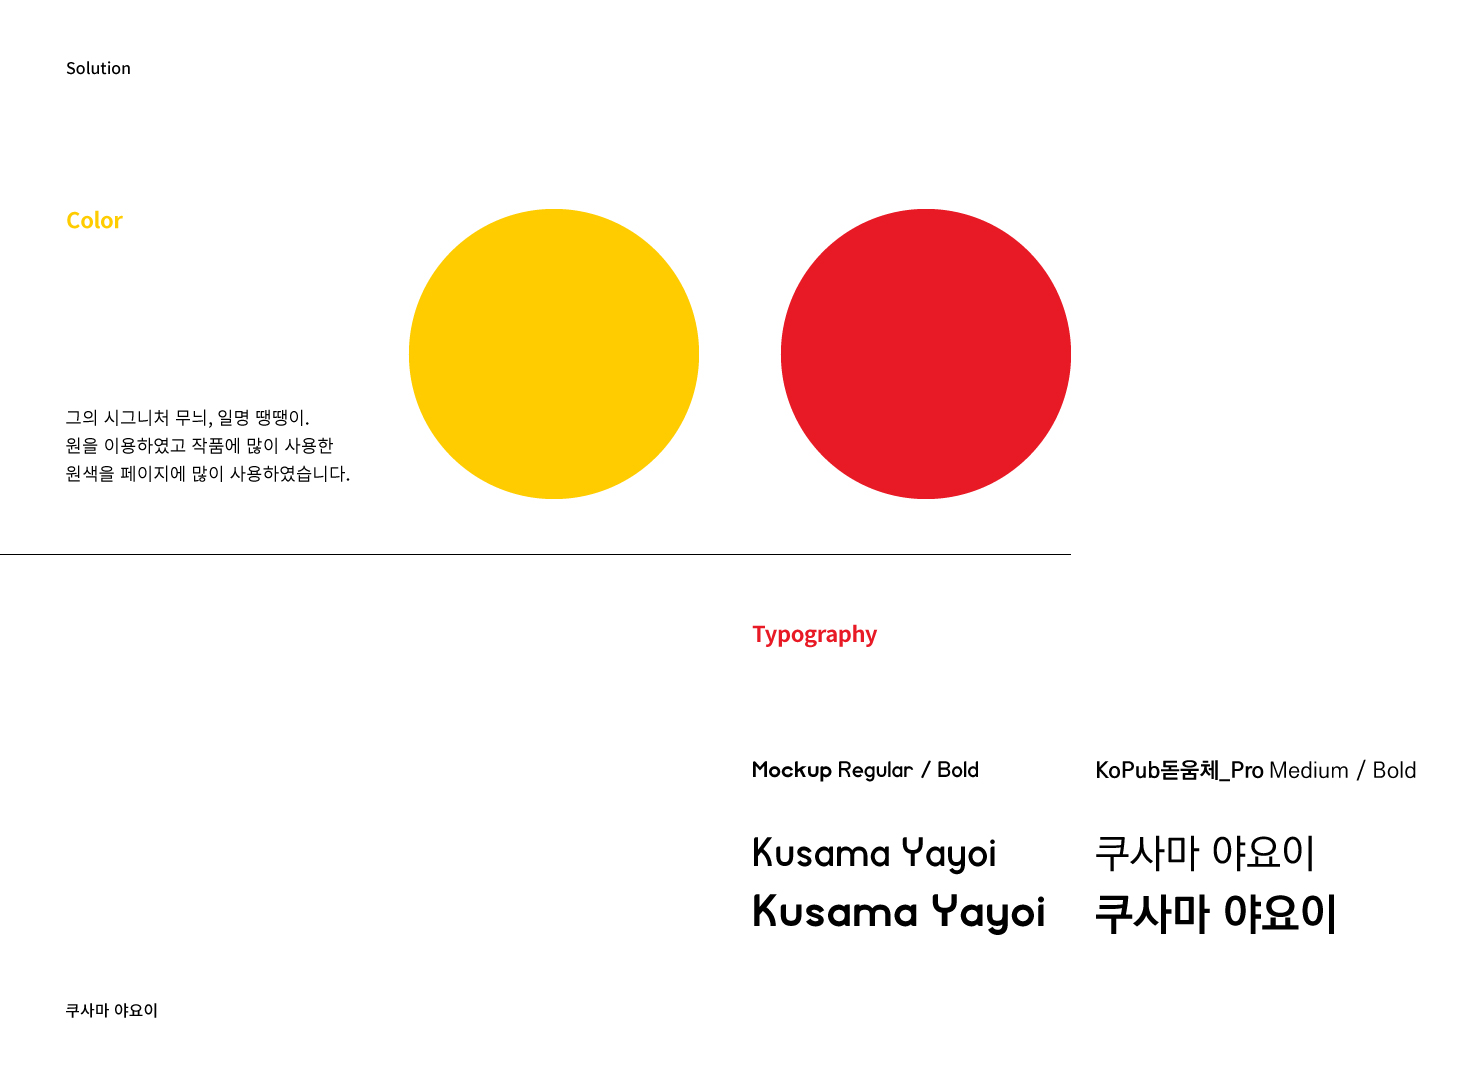 Solution
Color
그의 시그니처 무늬, 일명 땡땡이.
원을 이용하였고 작품에 많이 사용한
원색을 페이지에 많이 사용하였습니다.
Typography
Mockup Regular / Bold
Kusama Yayoi
Kusama Yayoi
KoPub돋움체_Pro Medium / Bold
쿠사마 야요이
쿠사마 야요이
쿠사마 야요이